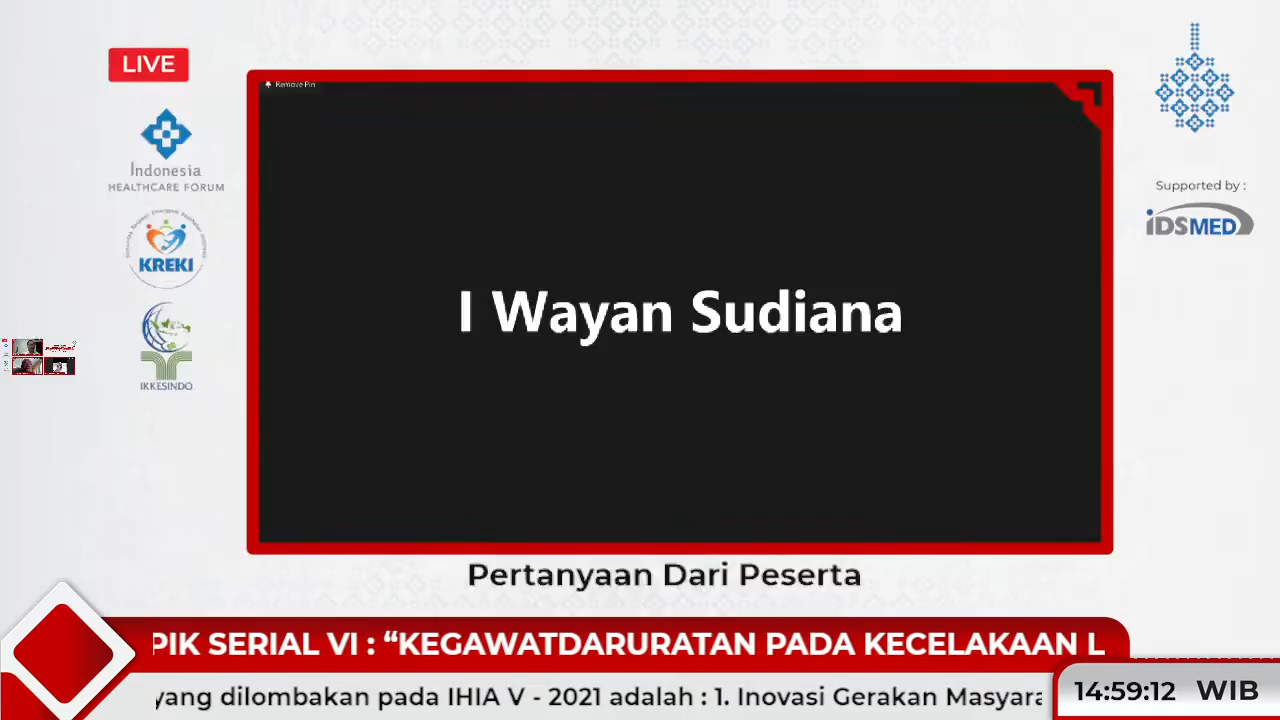 LIVE
Remove Pin
Indonesia
HEALTHCARE FORUM
KREKI
IKKESINDO
Supported by :
iDSMED
I Wayan Sudiana
Pertanyaan Dari Peserta
PIK SERIAL VI : “KEGAWATDARURATAN PADA KECELAKAAN L
yang dilombakan pada IHIA V - 2021 adalah : 1. Inovasi Gerakan Masyara
14:59:12 WIB